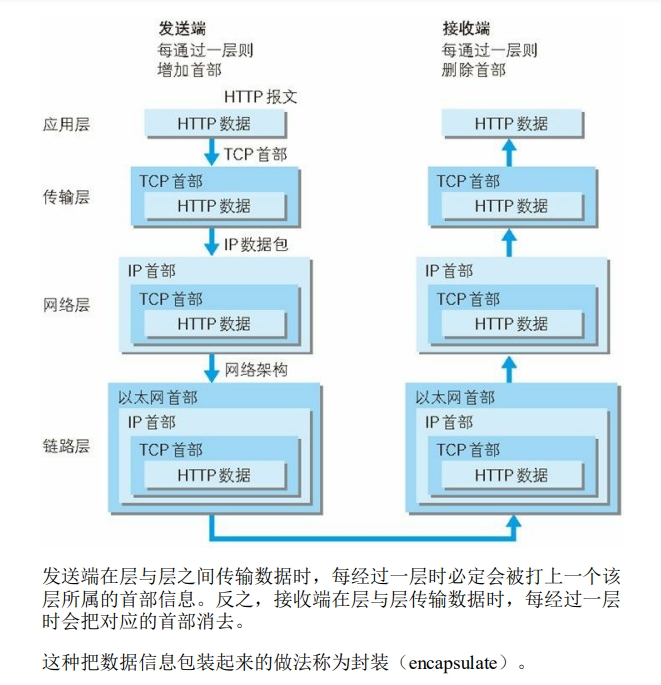 发送端
每通过一层则
增加首部
接收端
每通过一层则
删除首部
HTTP 报文
应用层
HTTP 数据
HTTP 数据
TCP 首部
传输层
TCP 首部
HTTP 数据
TCP 首部
HTTP 数据
IP 数据包
网络层
IP 首部
TCP 首部
HTTP 数据
IP 首部
TCP 首部
HTTP 数据
网络架构
链路层
以太网首部
IP 首部
TCP 首部
HTTP 数据
以太网首部
IP 首部
TCP 首部
HTTP 数据
发送端在层与层之间传输数据时，每经过一层时必定会被打上一个该
层所属的首部信息。反之，接收端在层与层传输数据时，每经过一层
时会把对应的首部消去。
这种把数据信息包装起来的做法称为封装（encapsulate）。